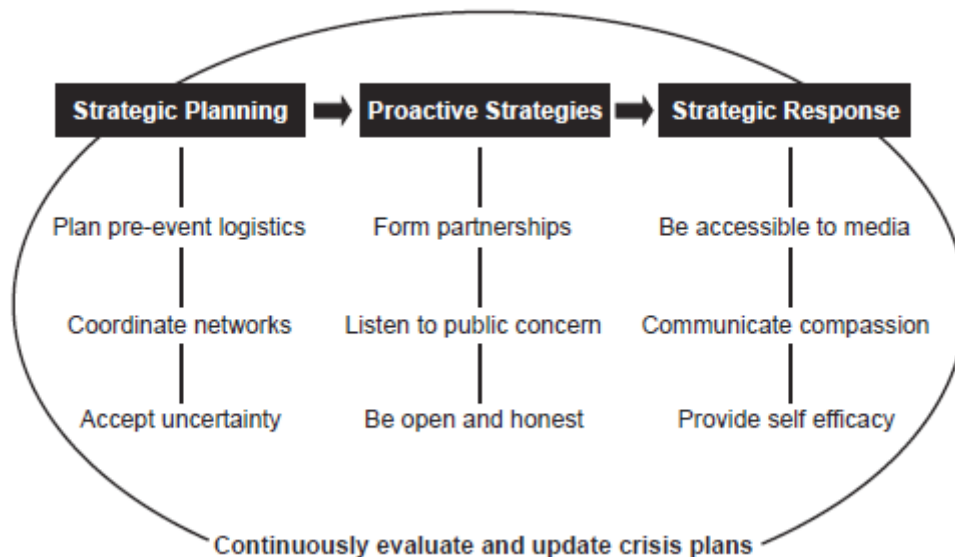 Strategic Planning
Proactive Strategies
Strategic Response
Plan pre-event logistics
Form partnerships
Be accessible to media
Coordinate networks
Listen to public concern
Communicate compassion
Accept uncertainty
Be open and honest
Provide self efficacy
Continuously evaluate and update crisis plans